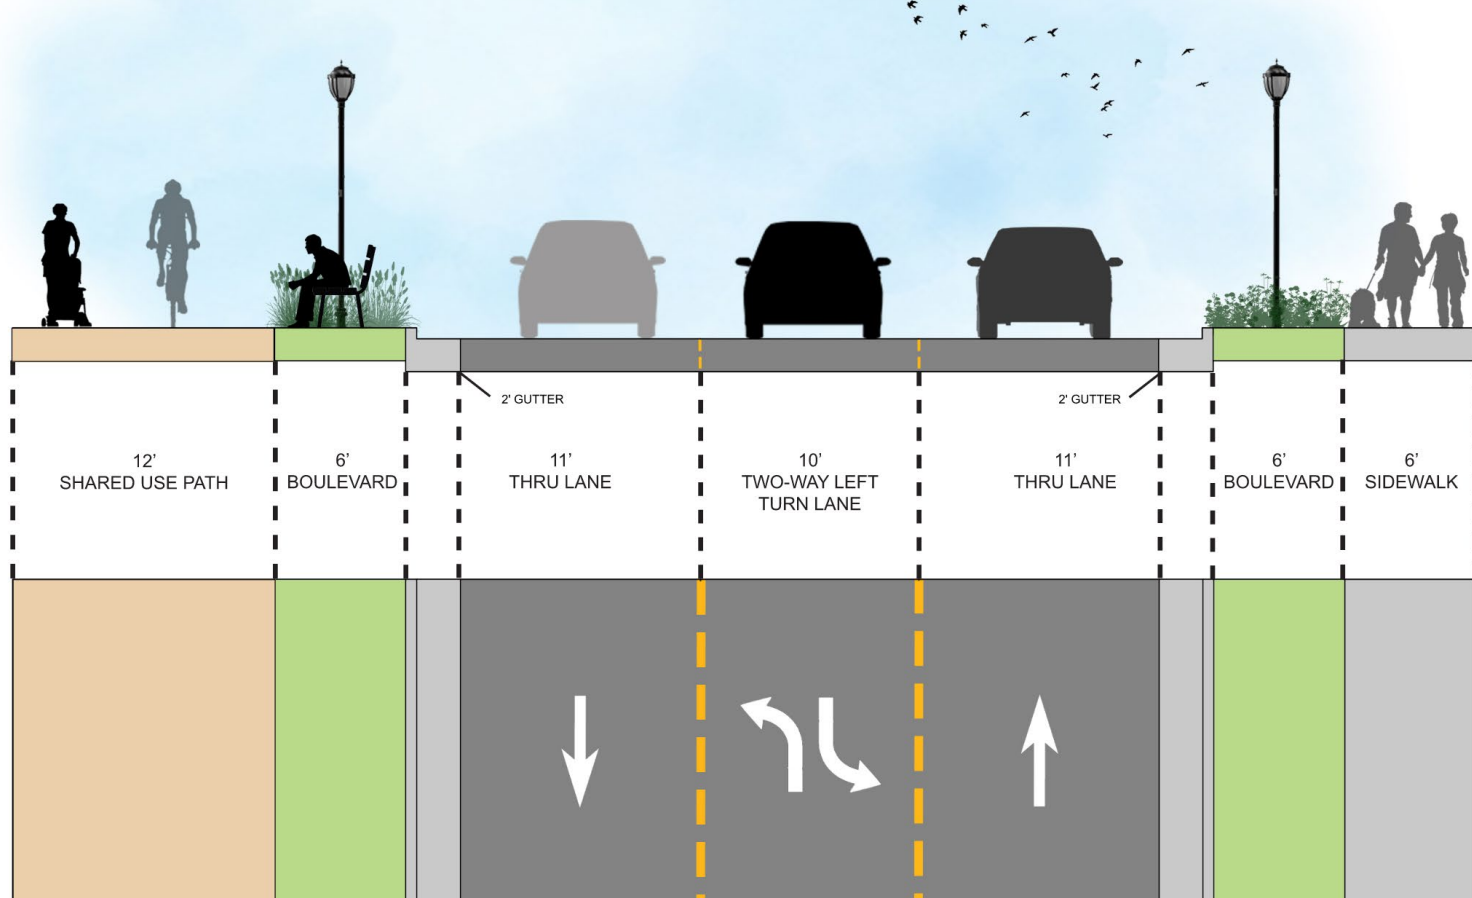 2' GUTTER
2' GUTTER
12'
SHARED USE PATH
6'
BOULEVARD
11'
THRU LANE
10'
TWO-WAY LEFT
TURN LANE
11'
THRU LANE
6'
BOULEVARD
6'
SIDEWALK